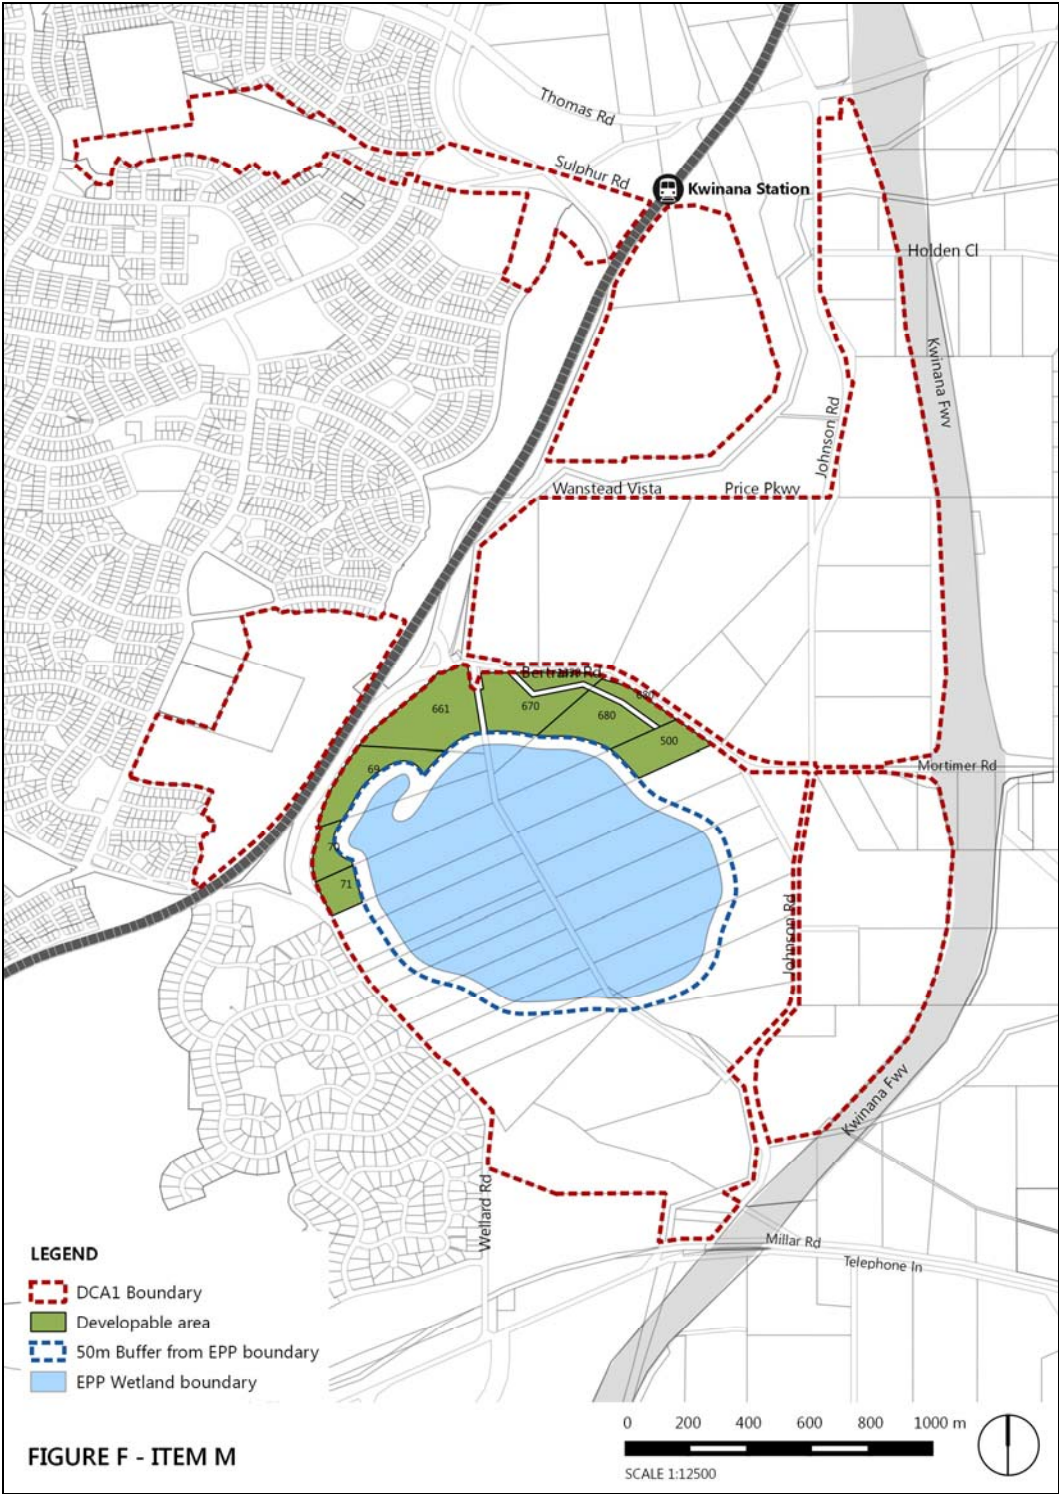 Thomas Rd
Sulphur Rd
Kwinana Station
Holden Cl
Kwinana Fwy
Johnson Rd
Wanstead Vista
Price Pkwy
Bertram Rd
661
670
680
680
500
69
70
71
Mortimer Rd
Johnson Rd
Kwinana Fwy
Wellard Rd
Millar Rd
Telephone ln
LEGEND
DCA1 Boundary
Developable area
50m Buffer from EPP boundary
EPP Wetland boundary
0 200 400 600 800 1000 m
SCALE 1:12500
FIGURE F - ITEM M